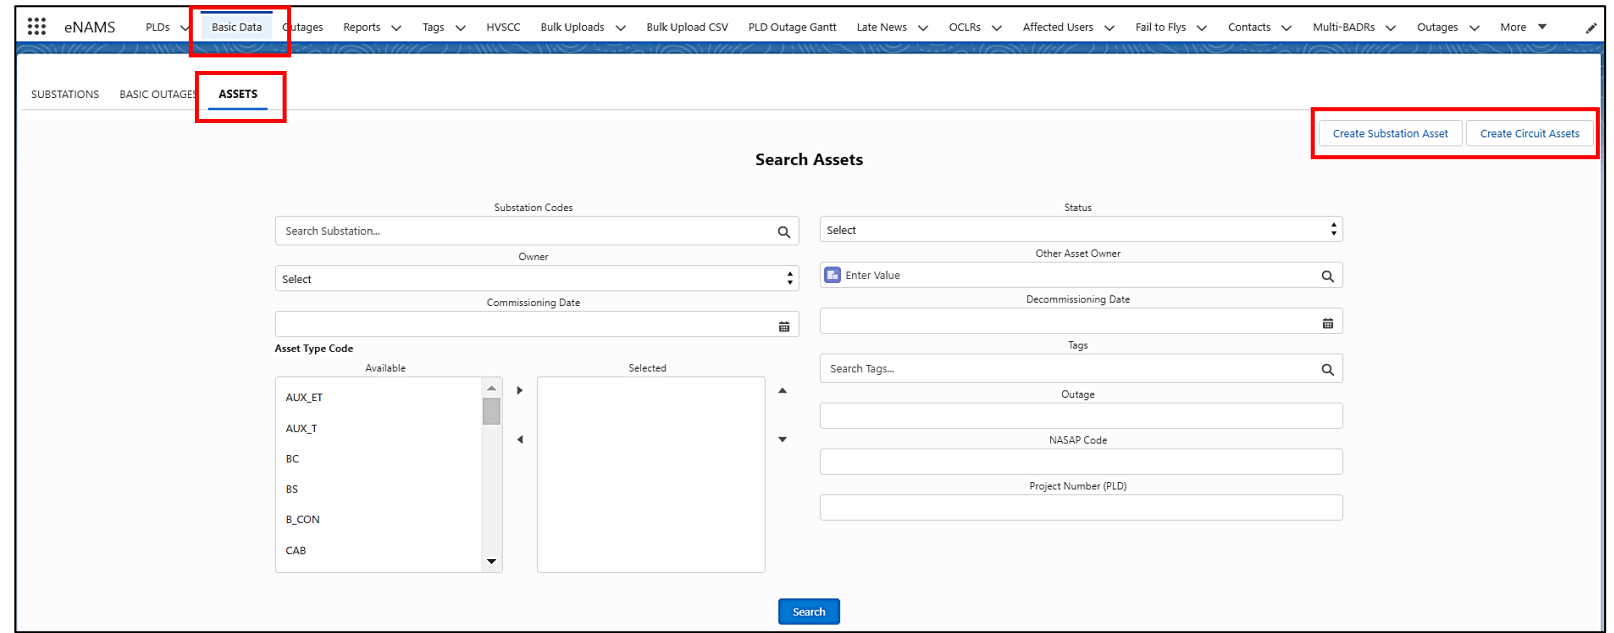 eNAMS PLDs Basic Data Outages Reports Tags HVSCC Bulk Uploads Bulk Upload CSV PLD Outage Gantt Late News OCLRs Affected Users Fail to Flys Contacts Multi-BADRs Outages More
SUBSTATIONS BASIC OUTAGES ASSETS
Create Substation Asset Create Circuit Assets
Search Assets
Substation Codes Status
Search Substation... Select
Owner Other Asset Owner
Select Enter Value
Commissioning Date Decommissioning Date
Asset Type Code Tags
Available Selected Search Tags...
AUX_ET Outage
AUX_T
BC NASAP Code
BS Project Number (PLD)
B_CON
CAB
Search